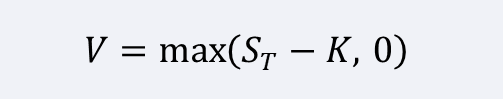 V = max(S_T − K, 0)